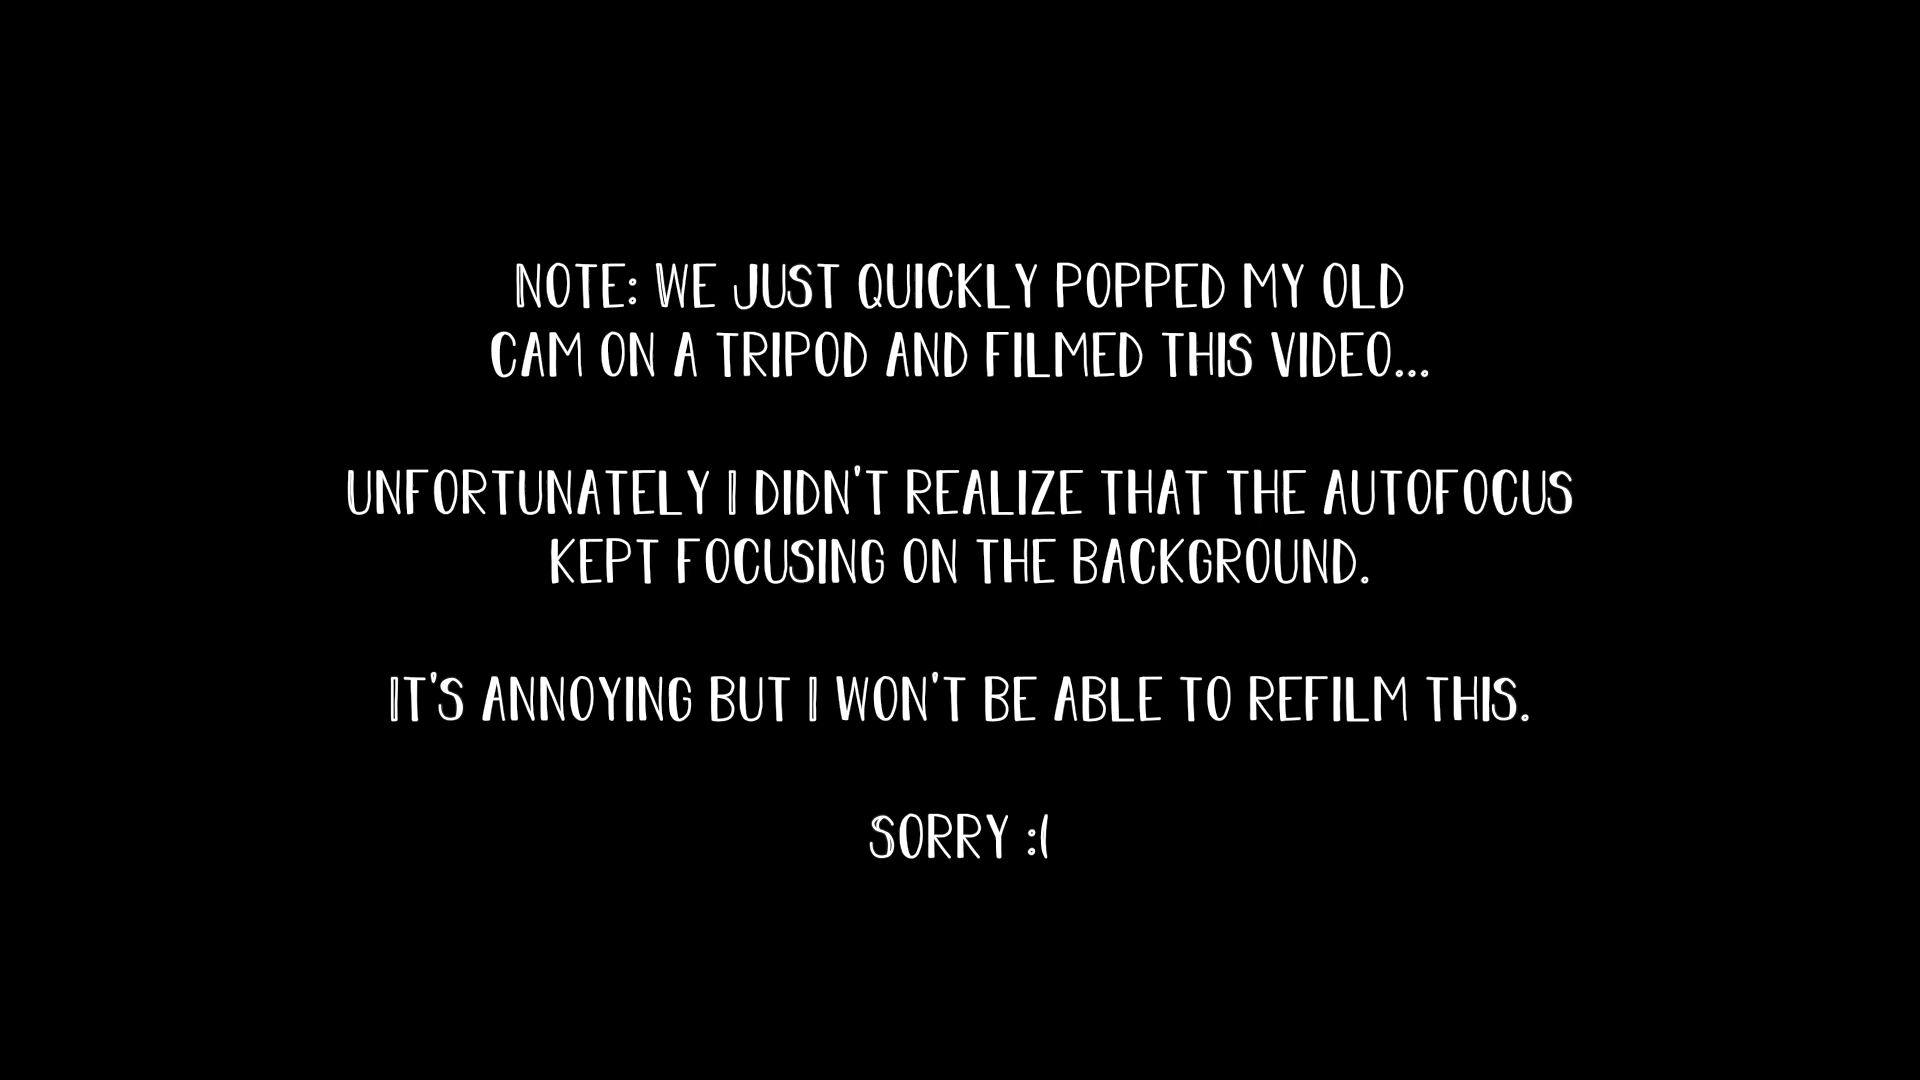 NOTE: WE JUST QUICKLY POPPED MY OLD
CAM ON A TRIPOD AND FILMED THIS VIDEO...
UNFORTUNATELY I DIDN'T REALIZE THAT THE AUTOFOCUS
KEPT FOCUSING ON THE BACKGROUND.
IT'S ANNOYING BUT I WON'T BE ABLE TO REFILM THIS.
SORRY :(